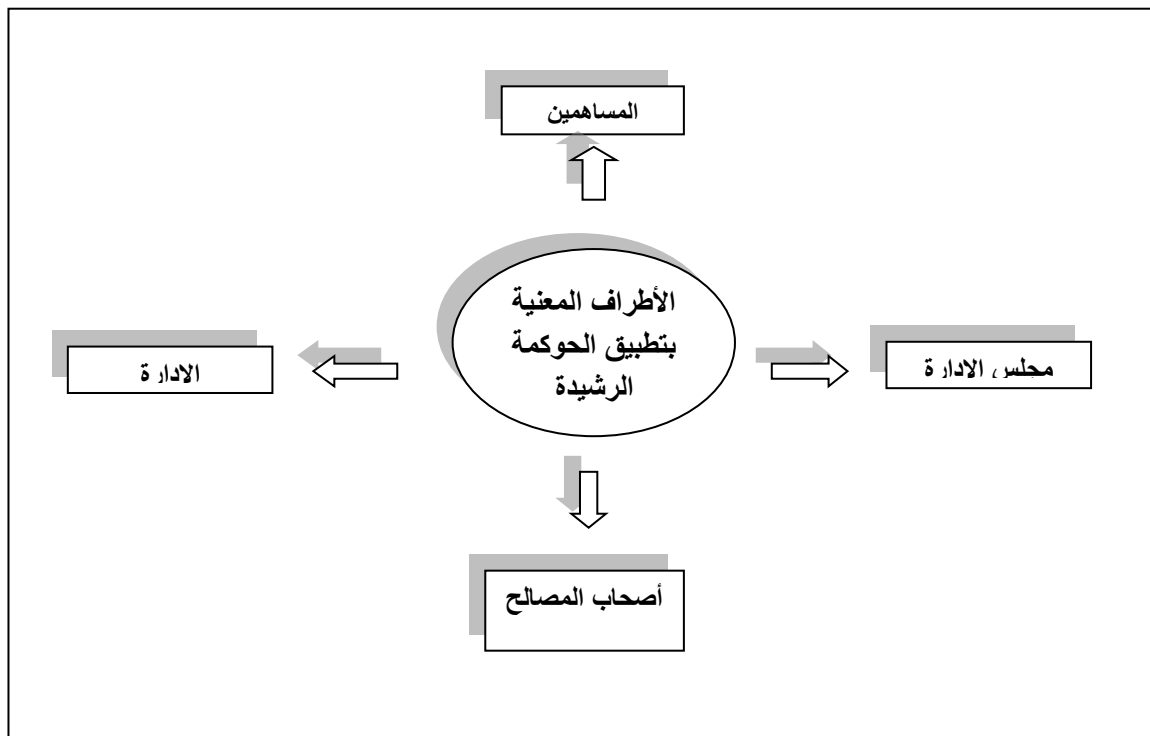 المساهمين
الأطراف المعنية
بتطبيق الحوكمة
الرشيدة
مجلس الادارة
الادارة
أصحاب المصالح